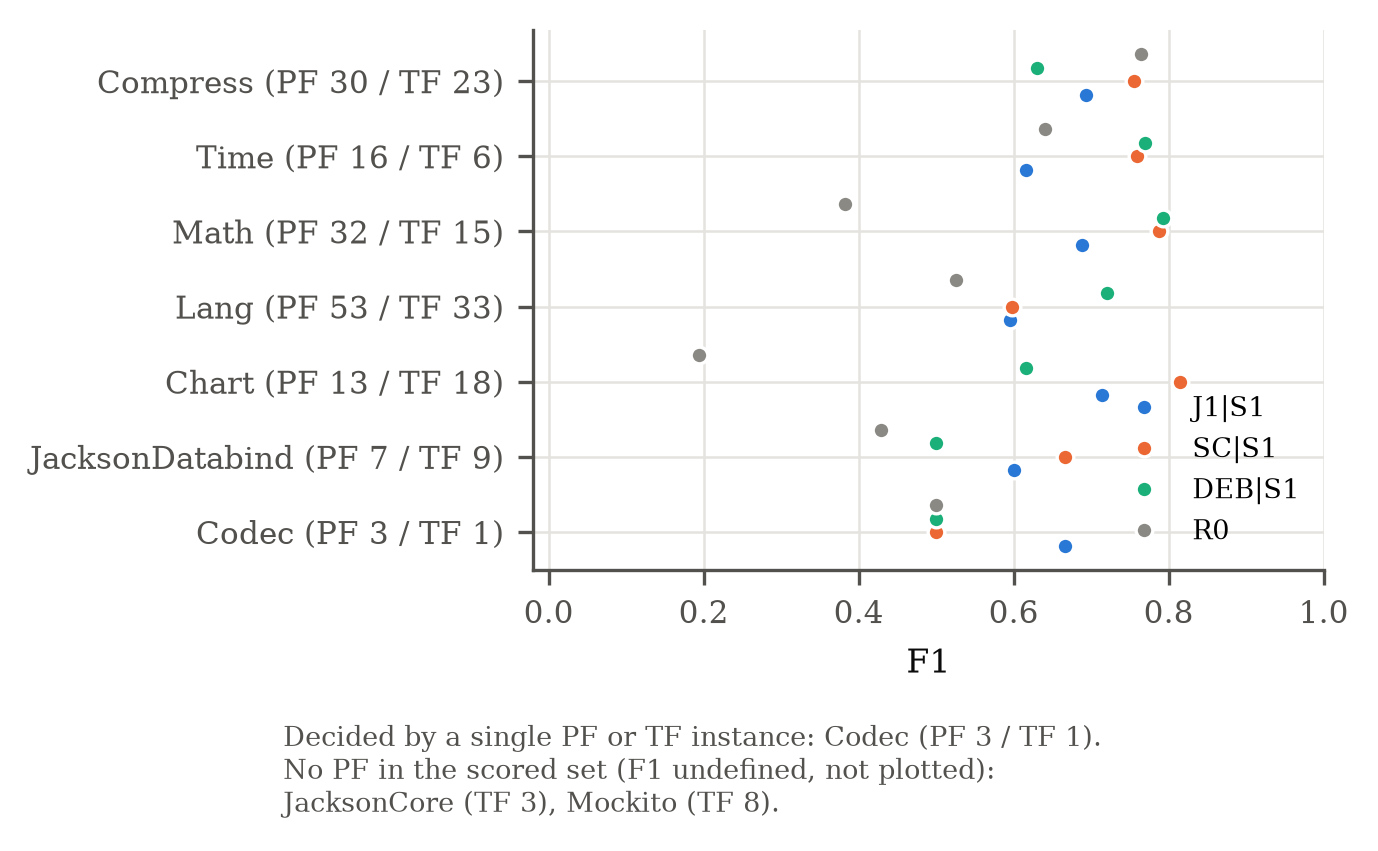 Compress (PF 30 / TF 23)
Time (PF 16 / TF 6)
Math (PF 32 / TF 15)
Lang (PF 53 / TF 33)
Chart (PF 13 / TF 18)
JacksonDatabind (PF 7 / TF 9)
Codec (PF 3 / TF 1)
J1|S1
SC|S1
DEB|S1
R0
0.0 0.2 0.4 0.6 0.8 1.0
F1
Decided by a single PF or TF instance: Codec (PF 3 / TF 1).
No PF in the scored set (F1 undefined, not plotted):
JacksonCore (TF 3), Mockito (TF 8).